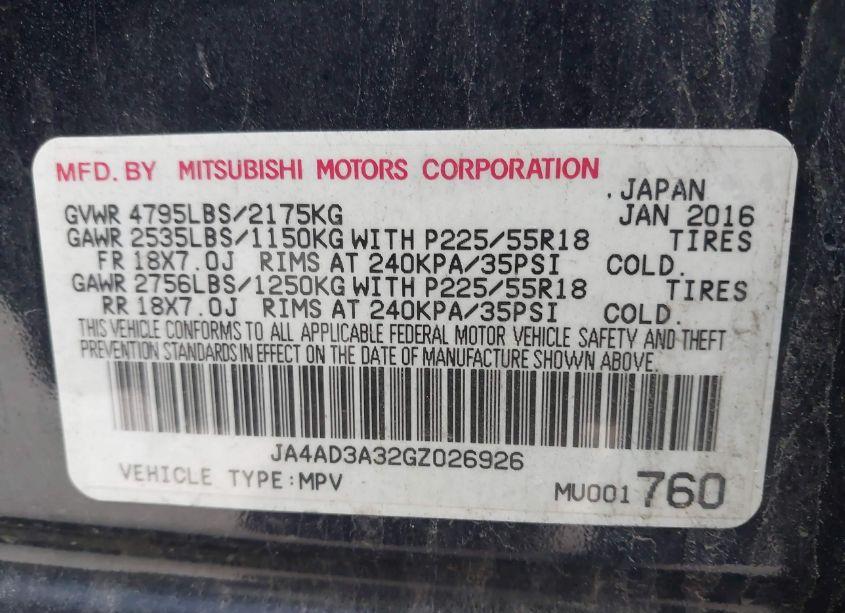 MFD. BY MITSUBISHI MOTORS CORPORATION
. JAPAN
GVWR 4795LBS/2175KG JAN 2016
GAWR 2535LBS/1150KG WITH P225/55R18 TIRES
FR 18X7.0J RIMS AT 240KPA/35PSI COLD.
GAWR 2756LBS/1250KG WITH P225/55R18 TIRES
RR 18X7.0J RIMS AT 240KPA/35PSI COLD.
THIS VEHICLE CONFORMS TO ALL APPLICABLE FEDERAL MOTOR VEHICLE SAFETY AND THEFT
PREVENTION STANDARDS IN EFFECT ON THE DATE OF MANUFACTURE SHOWN ABOVE.
JA4AD3A32GZ026926
VEHICLE TYPE:MPV MU001760